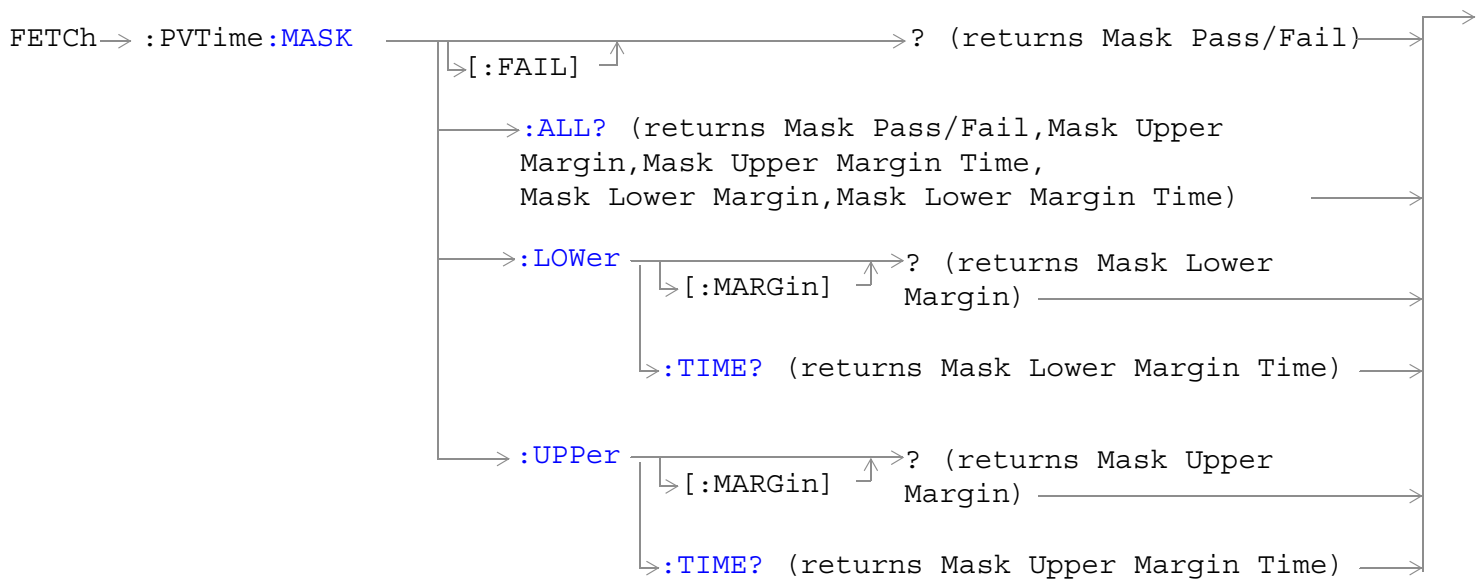 FETCh :PVTime:MASK ? (returns Mask Pass/Fail)
[:FAIL]
:ALL? (returns Mask Pass/Fail,Mask Upper
Margin,Mask Upper Margin Time,
Mask Lower Margin,Mask Lower Margin Time)
:LOWer ? (returns Mask Lower
[:MARGin] Margin)
:TIME? (returns Mask Lower Margin Time)
:UPPer ? (returns Mask Upper
[:MARGin] Margin)
:TIME? (returns Mask Upper Margin Time)